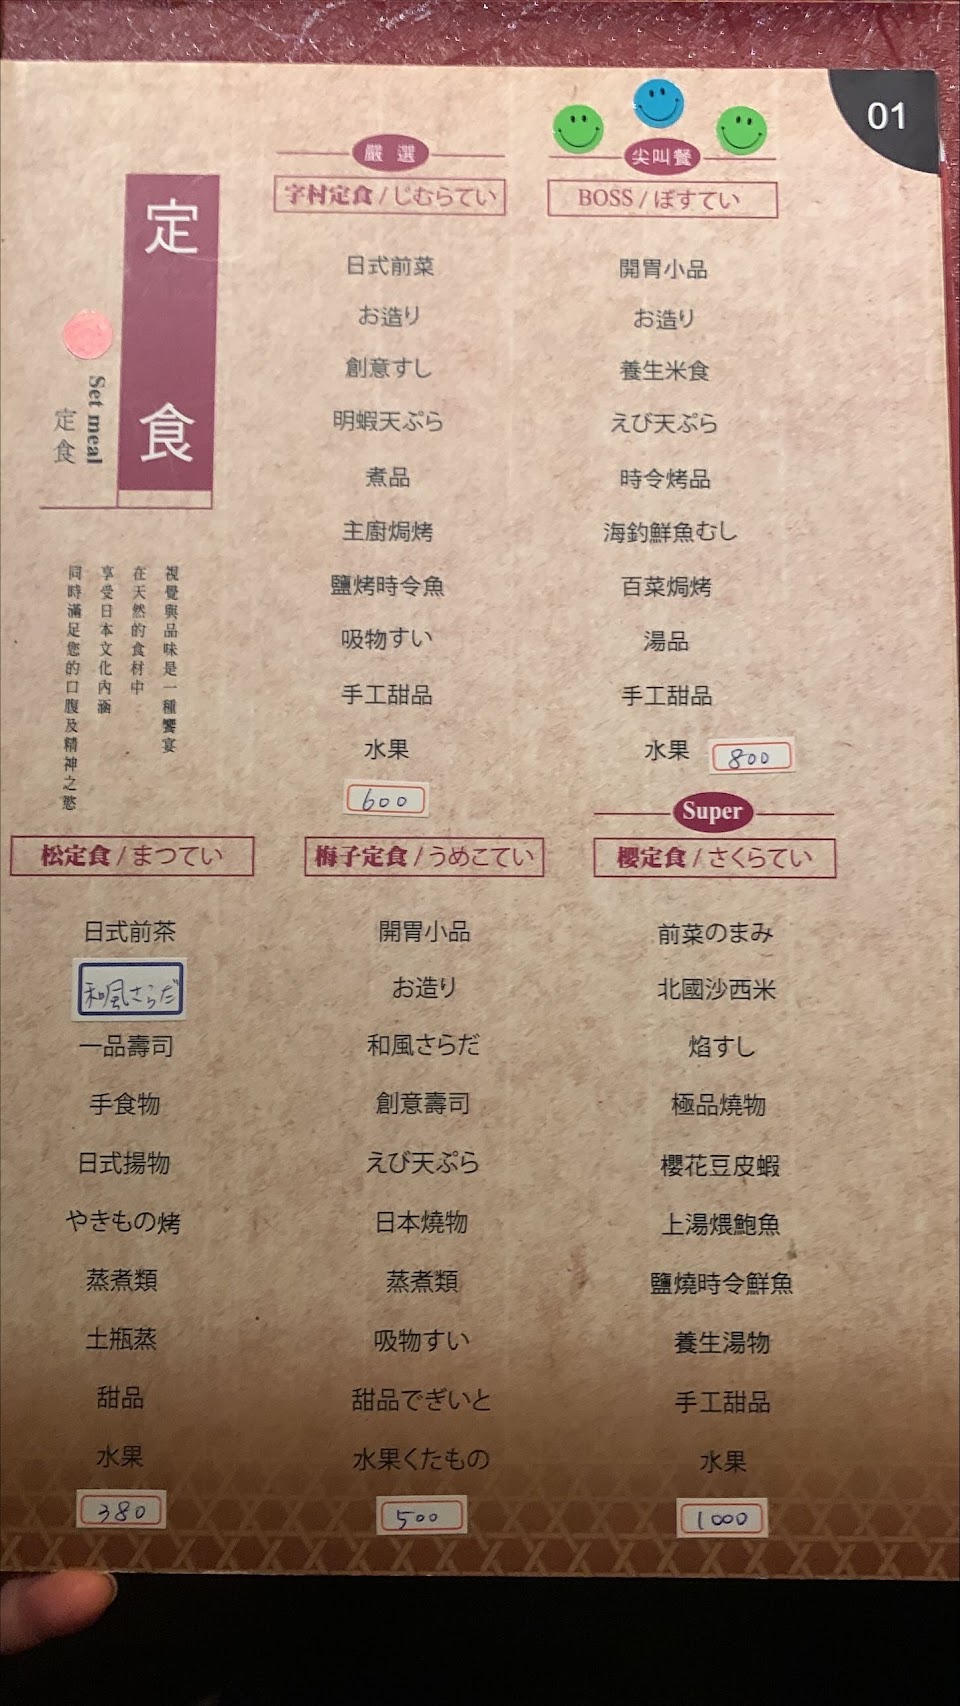 01
定食
Set meal
定食
視覺與品味是一種饗宴
在天然的食材中
享受日本文化內涵
同時滿足您的口腹及精神之慾
嚴選
字村定食/じむらてい
日式前菜
お造り
創意すし
明蝦天ぷら
煮品
主廚焗烤
鹽烤時令魚
吸物すい
手工甜品
水果
600
尖叫餐
BOSS/ぼすてい
開胃小品
お造り
養生米食
えび天ぷら
時令烤品
海釣鮮魚むし
百菜焗烤
湯品
手工甜品
水果
800
松定食/まつてい
日式前茶
和風さらだ
一品壽司
手食物
日式揚物
やきもの烤
蒸煮類
土瓶蒸
甜品
水果
380
梅子定食/うめこてい
開胃小品
お造り
和風さらだ
創意壽司
えび天ぷら
日本燒物
蒸煮類
吸物すい
甜品でぎいと
水果くたもの
500
Super
櫻定食/さくらてい
前菜のまみ
北國沙西米
焰すし
極品燒物
櫻花豆皮蝦
上湯煨鮑魚
鹽燒時令鮮魚
養生湯物
手工甜品
水果
1000